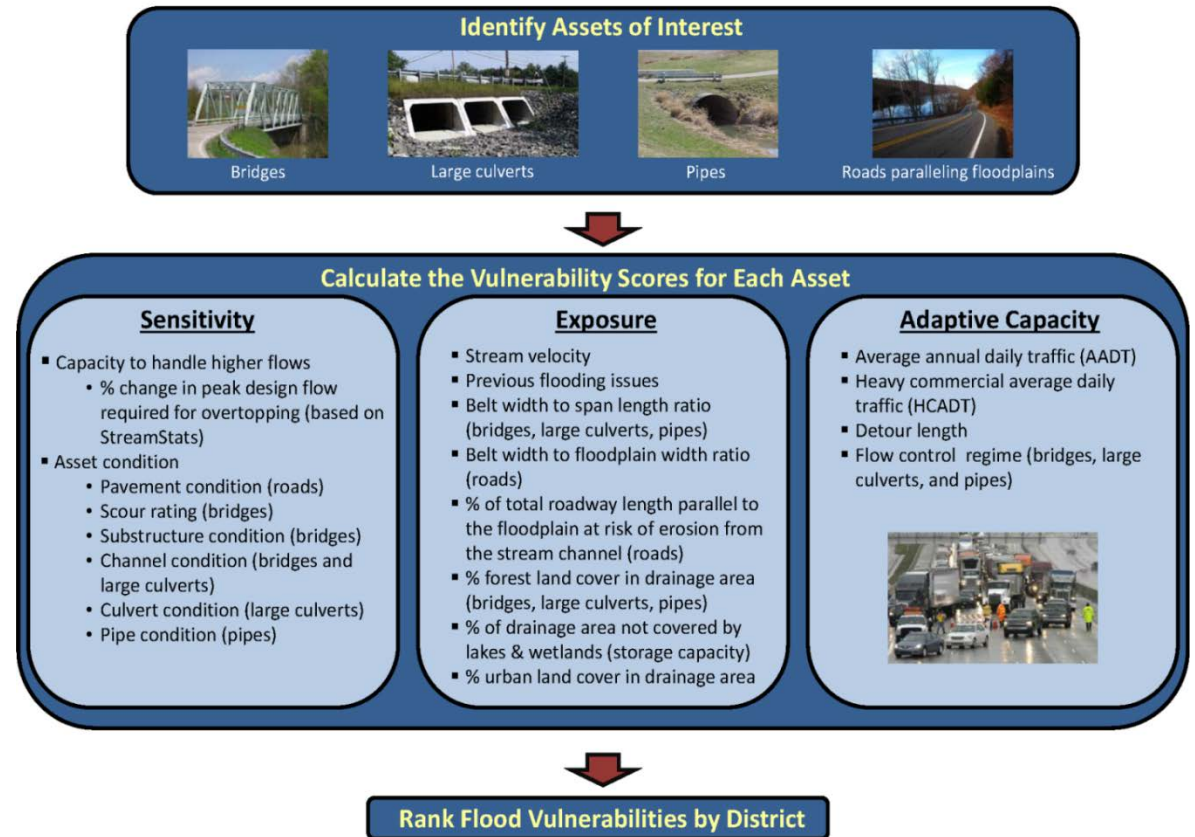 Identify Assets of Interest
Bridges
Large culverts
Pipes
Roads paralleling floodplains
Calculate the Vulnerability Scores for Each Asset
Sensitivity
▪ Capacity to handle higher flows
• % change in peak design flow
required for overtopping (based on
StreamStats)
▪ Asset condition
• Pavement condition (roads)
• Scour rating (bridges)
• Substructure condition (bridges)
• Channel condition (bridges and
large culverts)
• Culvert condition (large culverts)
• Pipe condition (pipes)
Exposure
▪ Stream velocity
▪ Previous flooding issues
▪ Belt width to span length ratio
(bridges, large culverts, pipes)
▪ Belt width to floodplain width ratio
(roads)
▪ % of total roadway length parallel to
the floodplain at risk of erosion from
the stream channel (roads)
▪ % forest land cover in drainage area
(bridges, large culverts, pipes)
▪ % of drainage area not covered by
lakes & wetlands (storage capacity)
▪ % urban land cover in drainage area
Adaptive Capacity
▪ Average annual daily traffic (AADT)
▪ Heavy commercial average daily
traffic (HCADT)
▪ Detour length
▪ Flow control regime (bridges, large
culverts, and pipes)
Rank Flood Vulnerabilities by District